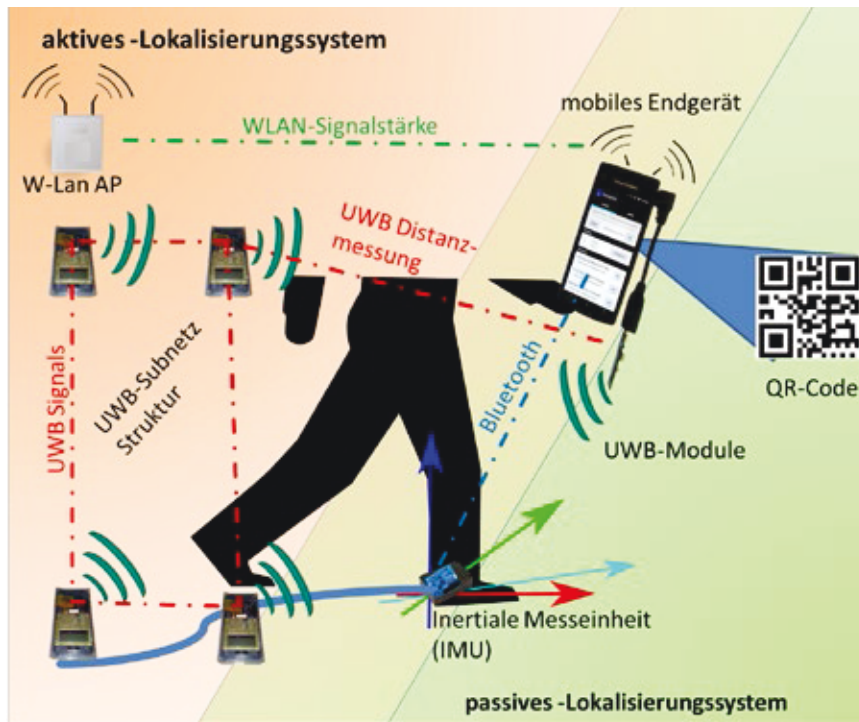 aktives -Lokalisierungssystem
mobiles Endgerät
WLAN-Signalstärke
W-Lan AP
UWB Distanz-
messung
UWB Signals
UWB-Subnetz
Struktur
Bluetooth
QR-Code
UWB-Module
Inertiale Messeinheit
(IMU)
passives -Lokalisierungssystem